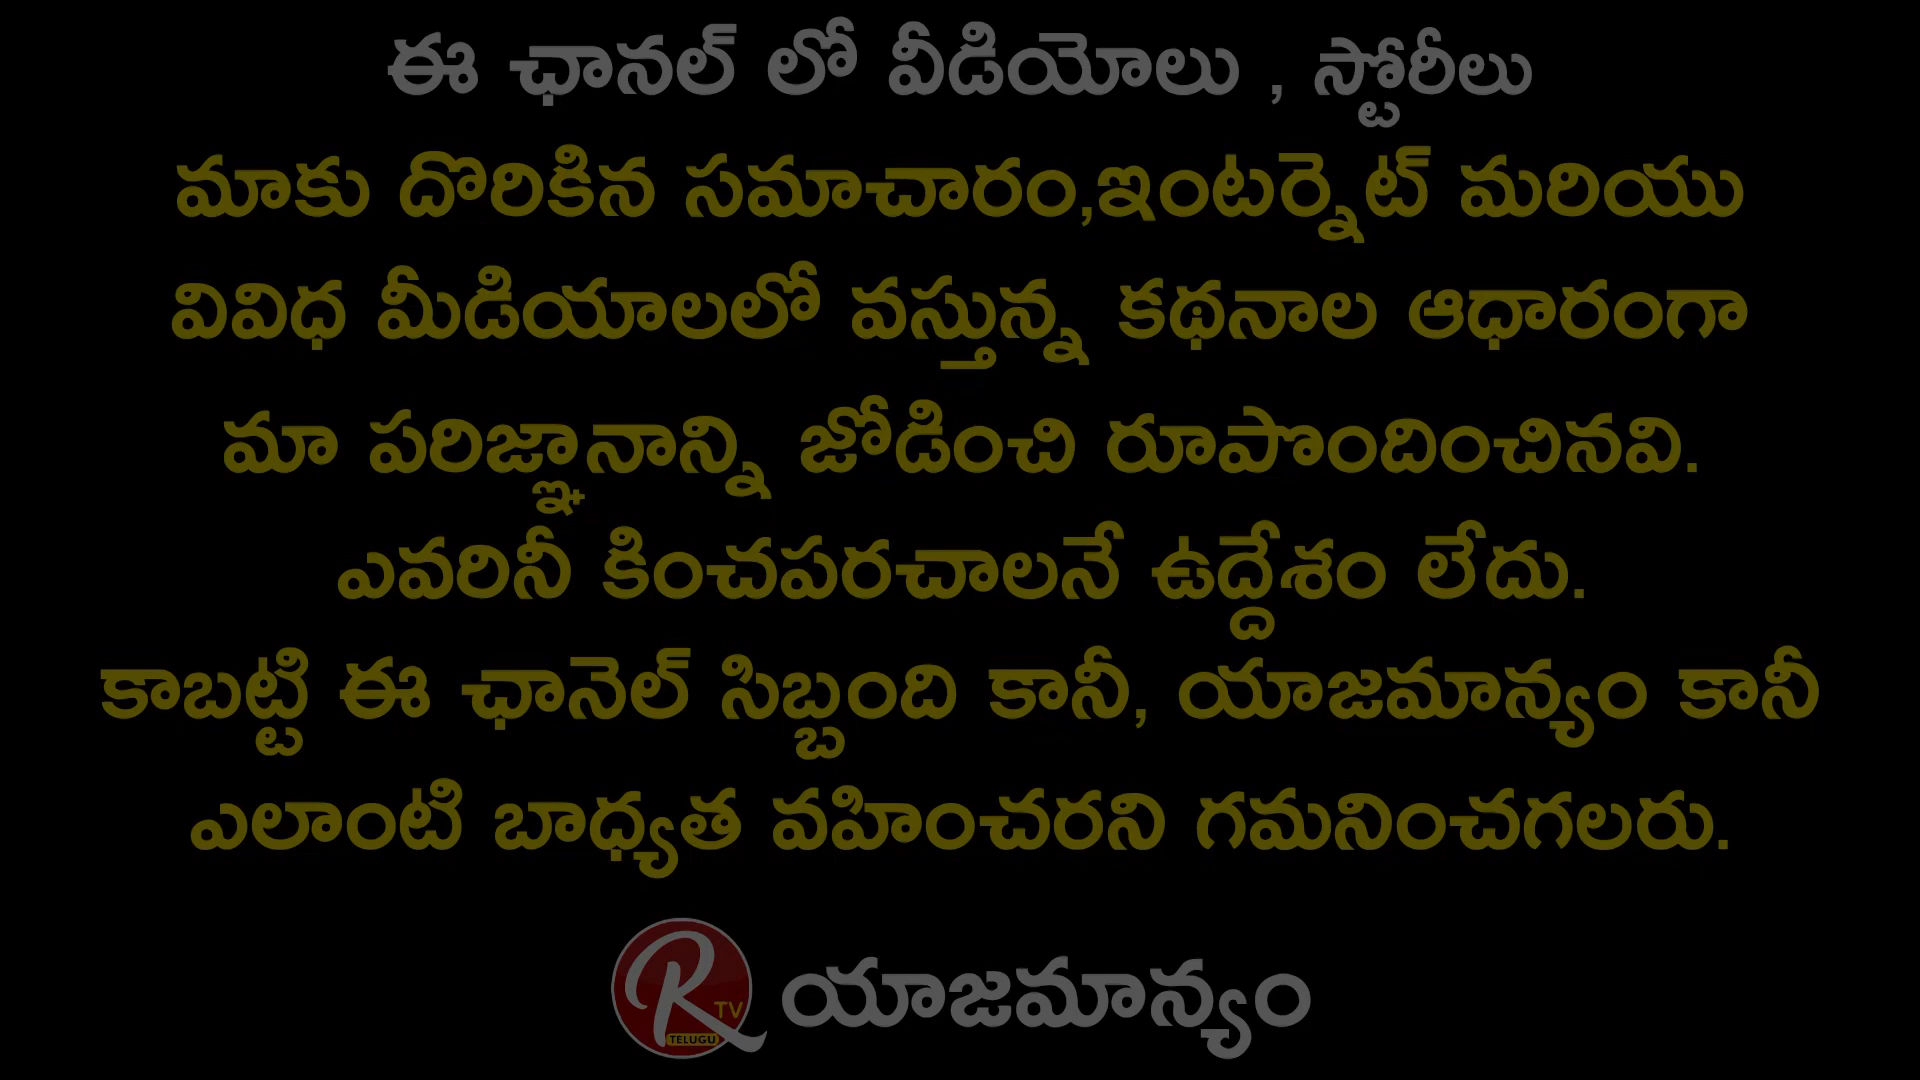 ఈ ఛానల్ లో వీడియోలు , స్టోరీలు
మాకు దొరికిన సమాచారం,ఇంటర్నెట్ మరియు
వివిధ మీడియాలలో వస్తున్న కథనాల ఆధారంగా
మా పరిజ్ఞానాన్ని జోడించి రూపొందించినవి.
ఎవరినీ కించపరచాలనే ఉద్దేశం లేదు.
కాబట్టి ఈ ఛానెల్ సిబ్బంది కానీ, యాజమాన్యం కానీ
ఎలాంటి బాధ్యత వహించరని గమనించగలరు.
R TV TELUGU యాజమాన్యం